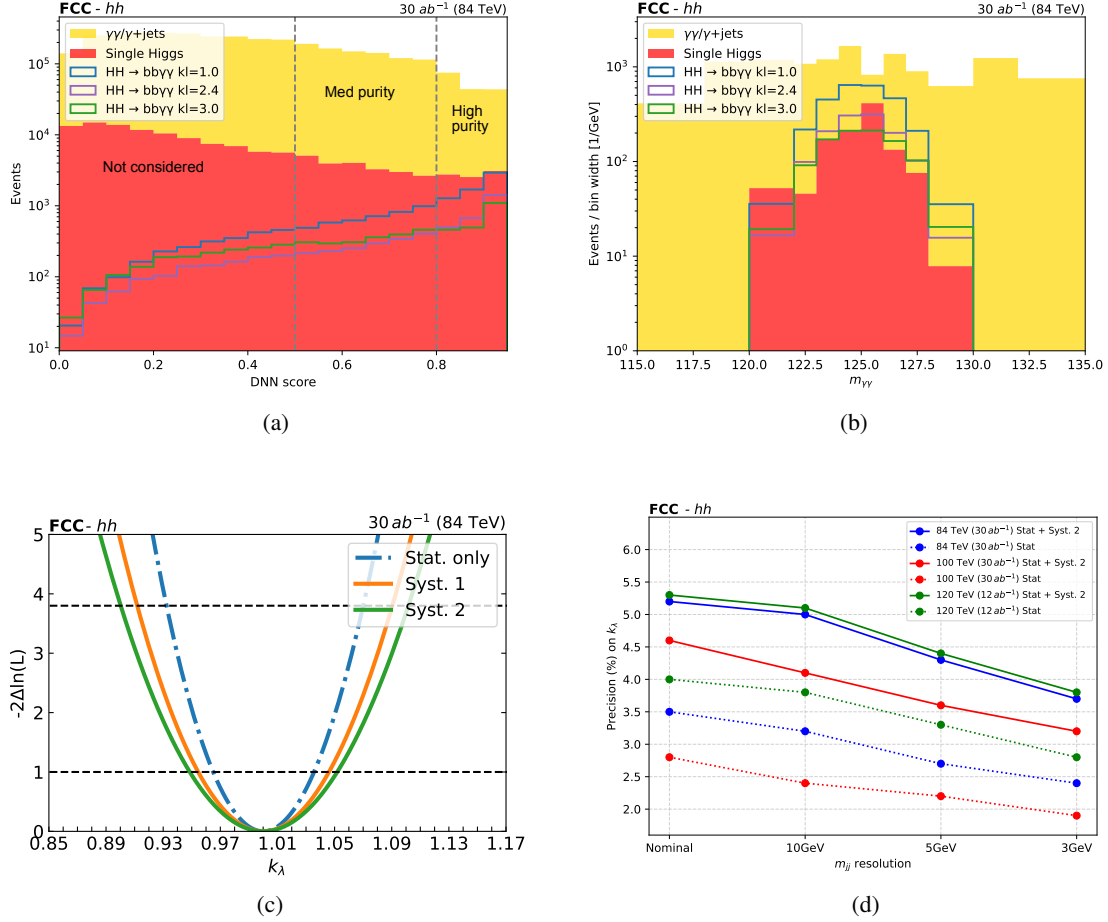 FCC - hh 30 ab⁻¹ (84 TeV)
γγ/γ+jets
Single Higgs
HH → bbγγ kl=1.0
HH → bbγγ kl=2.4
HH → bbγγ kl=3.0
Med purity
High
purity
Not considered
Events
10⁵
10⁴
10³
10²
10¹
0.0 0.2 0.4 0.6 0.8
DNN score
(a)
FCC - hh 30 ab⁻¹ (84 TeV)
γγ/γ+jets
Single Higgs
HH → bbγγ kl=1.0
HH → bbγγ kl=2.4
HH → bbγγ kl=3.0
Events / bin width [1/GeV]
10³
10²
10¹
10⁰
115.0 117.5 120.0 122.5 125.0 127.5 130.0 132.5 135.0
mγγ
(b)
FCC - hh 30 ab⁻¹ (84 TeV)
Stat. only
Syst. 1
Syst. 2
-2Δln(L)
5
4
3
2
1
0
0.85 0.89 0.93 0.97 1.01 1.05 1.09 1.13 1.17
kλ
(c)
FCC - hh
84 TeV (30 ab⁻¹) Stat + Syst. 2
84 TeV (30 ab⁻¹) Stat
100 TeV (30 ab⁻¹) Stat + Syst. 2
100 TeV (30 ab⁻¹) Stat
120 TeV (12 ab⁻¹) Stat + Syst. 2
120 TeV (12 ab⁻¹) Stat
Precision (%) on kλ
6.0
5.5
5.0
4.5
4.0
3.5
3.0
2.5
2.0
Nominal 10GeV 5GeV 3GeV
mjj resolution
(d)